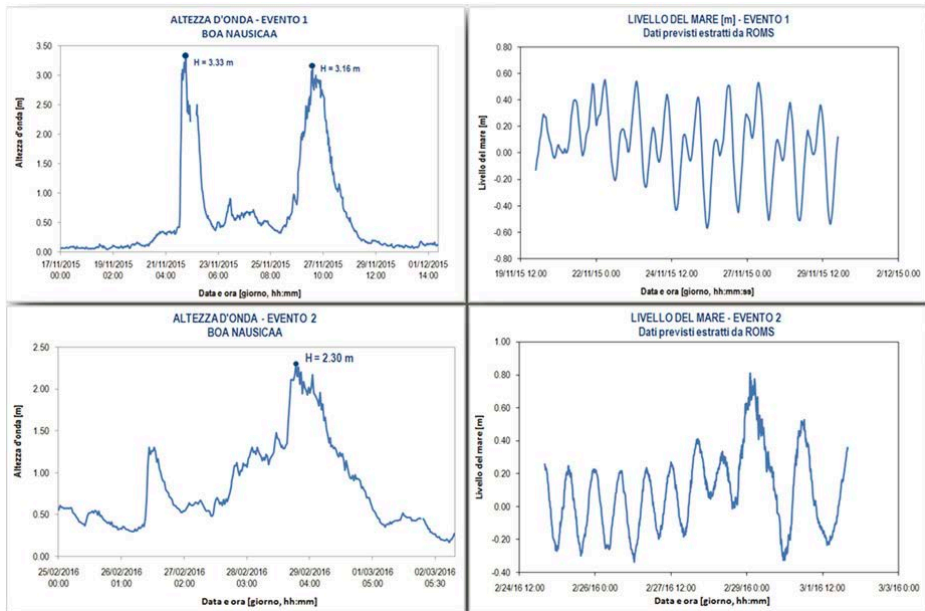 ALTEZZA D'ONDA - EVENTO 1
BOA NAUSICAA
Altezza d'onda [m]
3.50
3.00
2.50
2.00
1.50
1.00
0.50
0.00
H = 3.33 m
H = 3.16 m
17/11/2015 19/11/2015 21/11/2015 23/11/2015 25/11/2015 27/11/2015 29/11/2015 01/12/2015
00:00 02:00 04:00 06:00 08:00 10:00 12:00 14:00
Data e ora [giorno, hh:mm]
LIVELLO DEL MARE [m] - EVENTO 1
Dati previsti estratti da ROMS
Livello del mare [m]
0.80
0.60
0.40
0.20
0.00
-0.20
-0.40
-0.60
-0.80
19/11/15 12.00 22/11/15 0.00 24/11/15 12.00 27/11/15 0.00 29/11/15 12.00 2/12/15 0.00
Data e ora [giorno, hh:mm:ss]
ALTEZZA D'ONDA - EVENTO 2
BOA NAUSICAA
Altezza d'onda [m]
2.50
2.00
1.50
1.00
0.50
0.00
H = 2.30 m
25/02/2016 26/02/2016 27/02/2016 28/02/2016 29/02/2016 01/03/2016 02/03/2016
00:00 01:00 02:00 03:00 04:00 05:00 05:30
Data e ora [giorno, hh:mm]
LIVELLO DEL MARE - EVENTO 2
Dati previsti estratti da ROMS
Livello del mare [m]
1.00
0.80
0.60
0.40
0.20
0.00
-0.20
-0.40
-0.60
2/24/16 12:00 2/26/16 0:00 2/27/16 12:00 2/29/16 0:00 3/1/16 12:00 3/3/16 0:00
Data e ora [giorno, hh:mm]